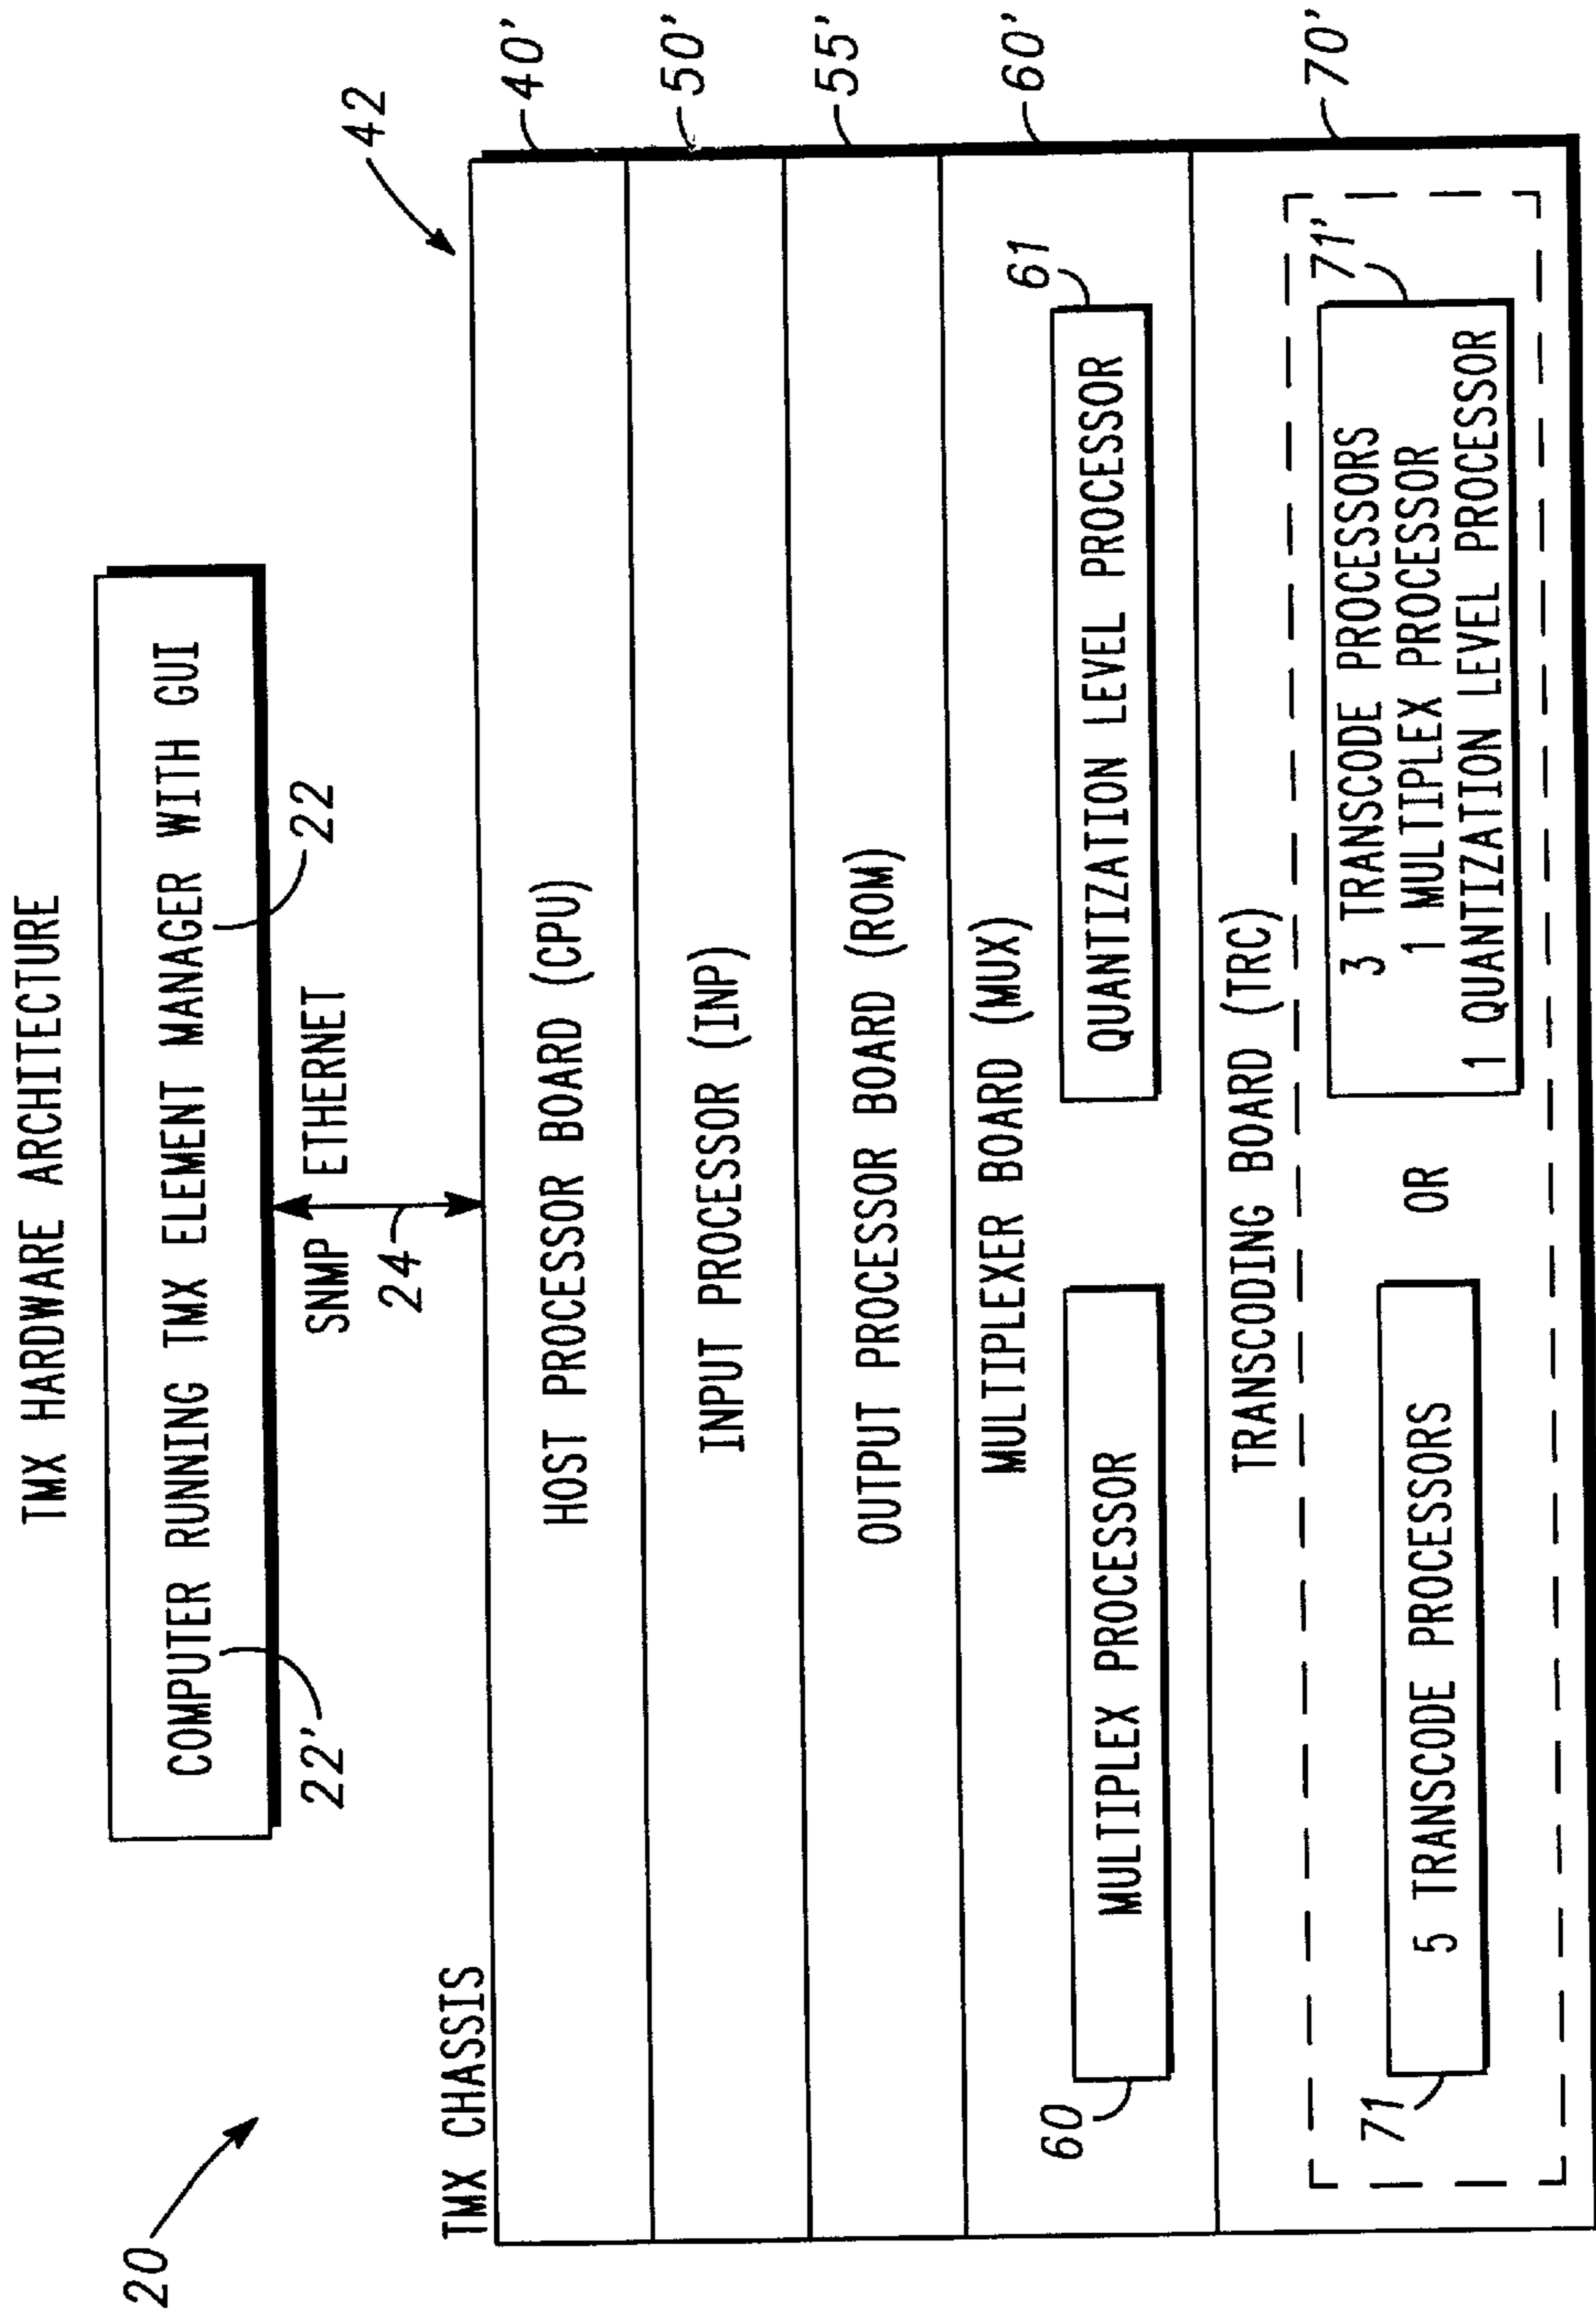 TMX HARDWARE ARCHITECTURE
20
COMPUTER RUNNING TMX ELEMENT MANAGER WITH GUI
22'
22
SNMP
ETHERNET
24
42
TMX CHASSIS
HOST PROCESSOR BOARD (CPU)
40'
INPUT PROCESSOR (INP)
50'
OUTPUT PROCESSOR BOARD (ROM)
55'
MULTIPLEXER BOARD (MUX)
60'
60
MULTIPLEX PROCESSOR
61
QUANTIZATION LEVEL PROCESSOR
TRANSCODING BOARD (TRC)
70'
71
5 TRANSCODE PROCESSORS
OR
71'
3 TRANSCODE PROCESSORS
1 MULTIPLEX PROCESSOR
1 QUANTIZATION LEVEL PROCESSOR